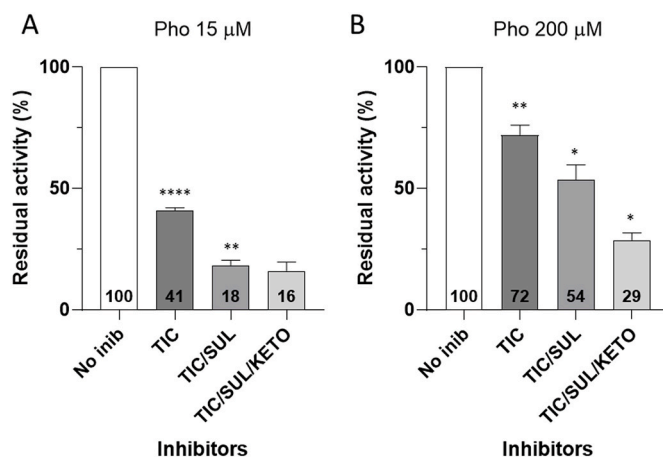 A
Pho 15 μM
Residual activity (%)
100
50
0
****
**
100
41
18
16
No inib
TIC
TIC/SUL
TIC/SUL/KETO
Inhibitors
B
Pho 200 μM
Residual activity (%)
100
50
0
**
*
*
100
72
54
29
No inib
TIC
TIC/SUL
TIC/SUL/KETO
Inhibitors